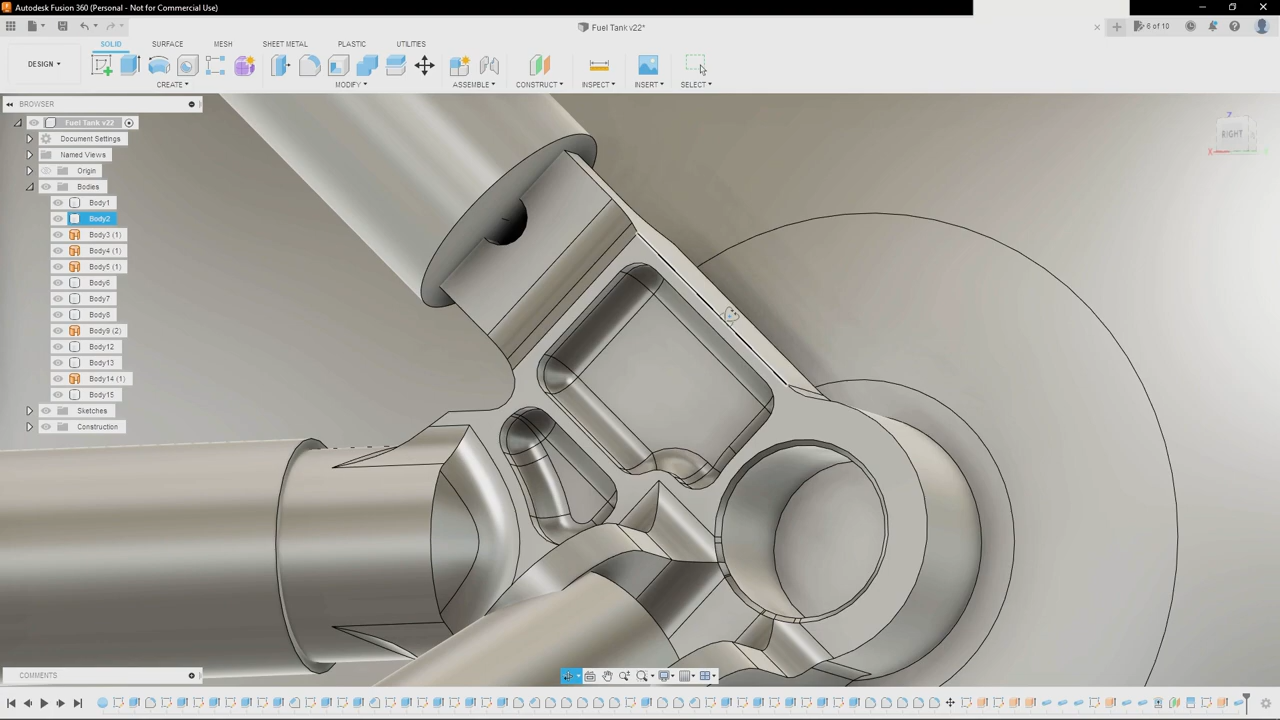 Autodesk Fusion 360 (Personal - Not for Commercial Use)
Fuel Tank v22*
6 of 10
SOLID SURFACE MESH SHEET METAL PLASTIC UTILITIES
DESIGN
CREATE MODIFY ASSEMBLE CONSTRUCT INSPECT INSERT SELECT
BROWSER
Fuel Tank v22
Document Settings
Named Views
Origin
Bodies
Body1
Body2
Body3 (1)
Body4 (1)
Body5 (1)
Body6
Body7
Body8
Body9 (2)
Body12
Body13
Body14 (1)
Body15
Sketches
Construction
Z
RIGHT
X
COMMENTS